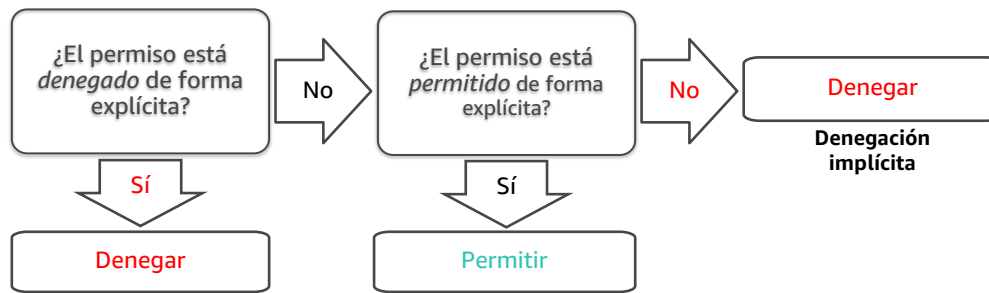 ¿El permiso está
denegado de forma
explícita?
No
¿El permiso está
permitido de forma
explícita?
No
Denegar
Denegación
implícita
Sí
Sí
Denegar
Permitir